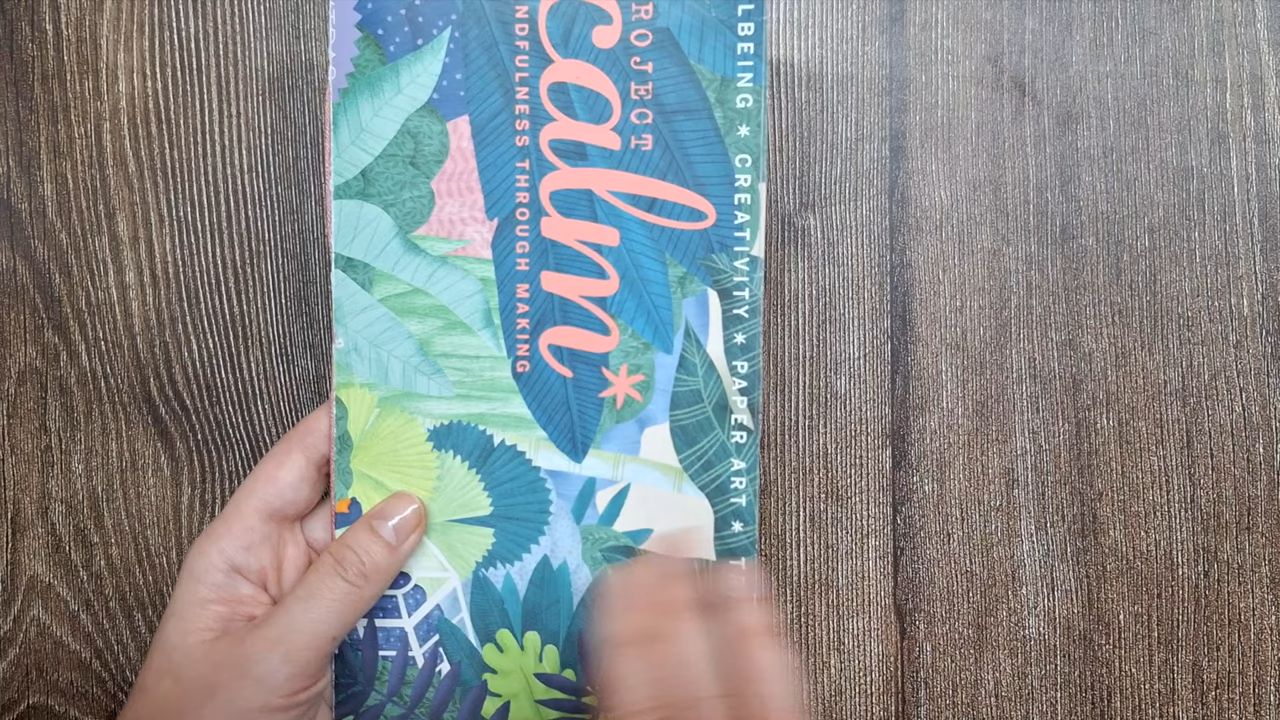 LBEING * CREATIVITY * PAPER ART *
ROJECT
calm*
NDFULNESS THROUGH MAKING